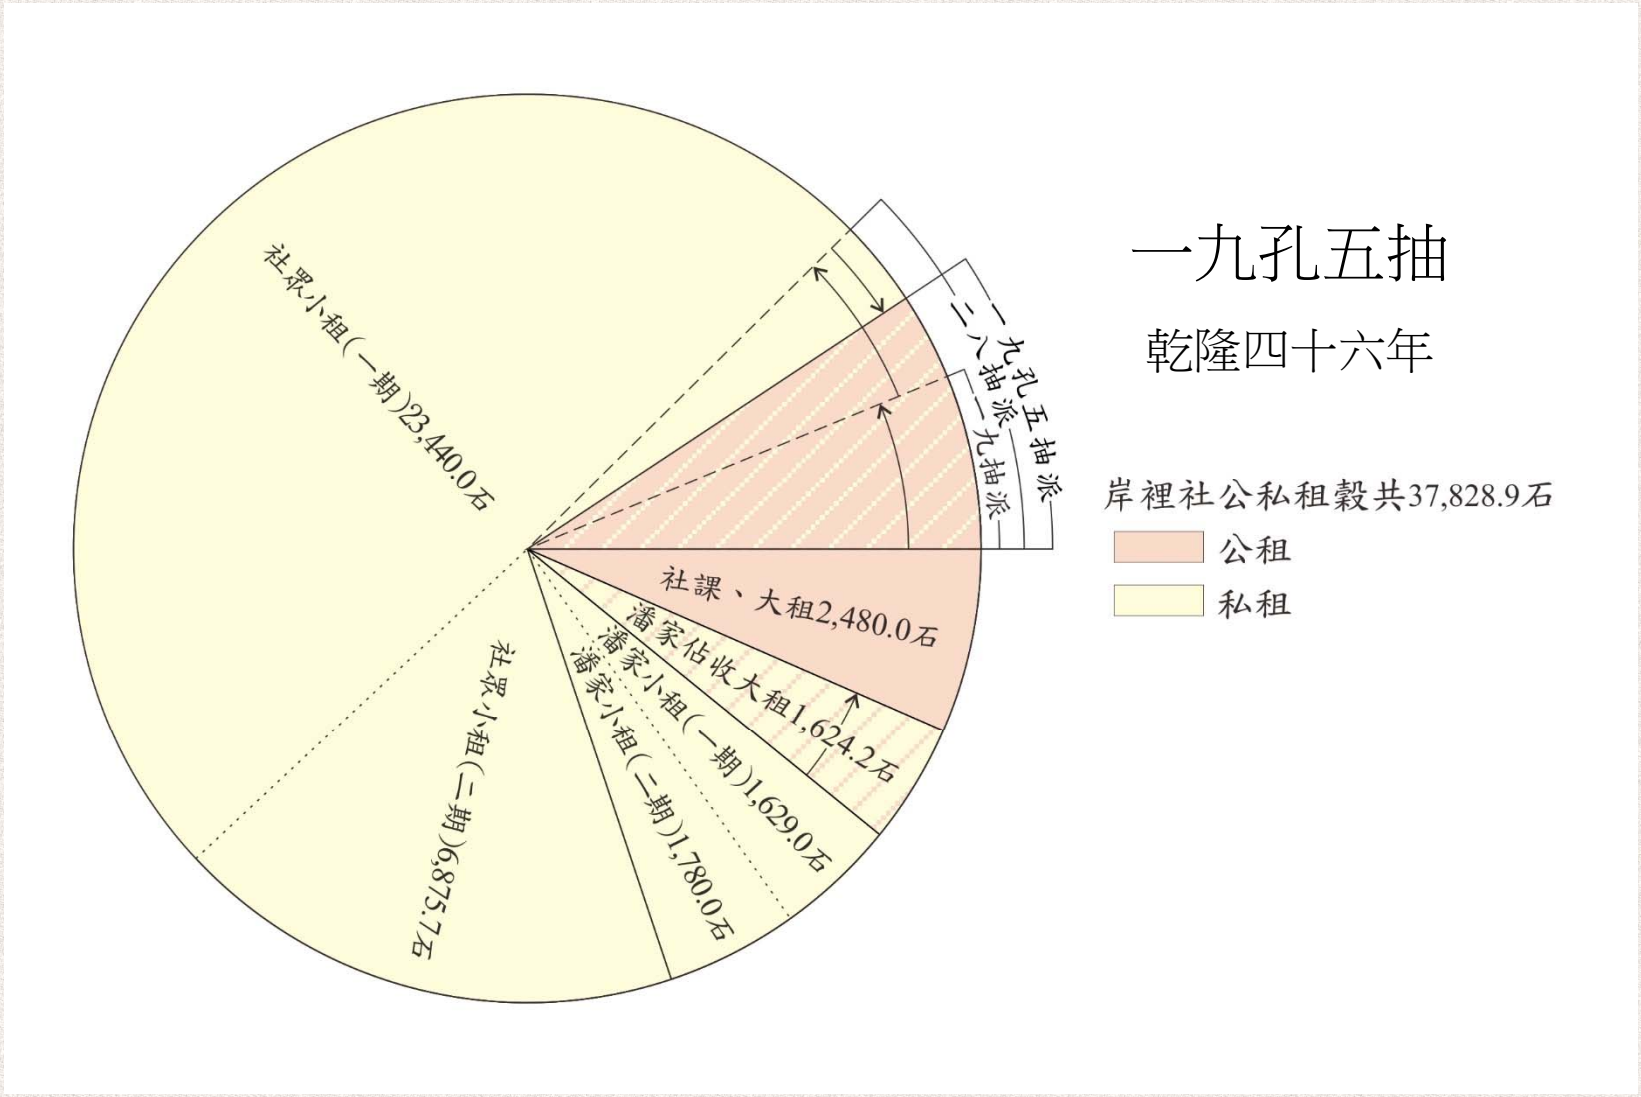 一九孔五抽
乾隆四十六年
岸裡社公私租穀共37,828.9石
公租
私租
一九孔五抽派
二八抽派
一九抽派
社眾小租(一期)23,440.0石
社課、大租2,480.0石
潘家佔收大租1,624.2石
潘家小租(一期)1,629.0石
潘家小租(二期)1,780.0石
社眾小租(二期)6,875.7石